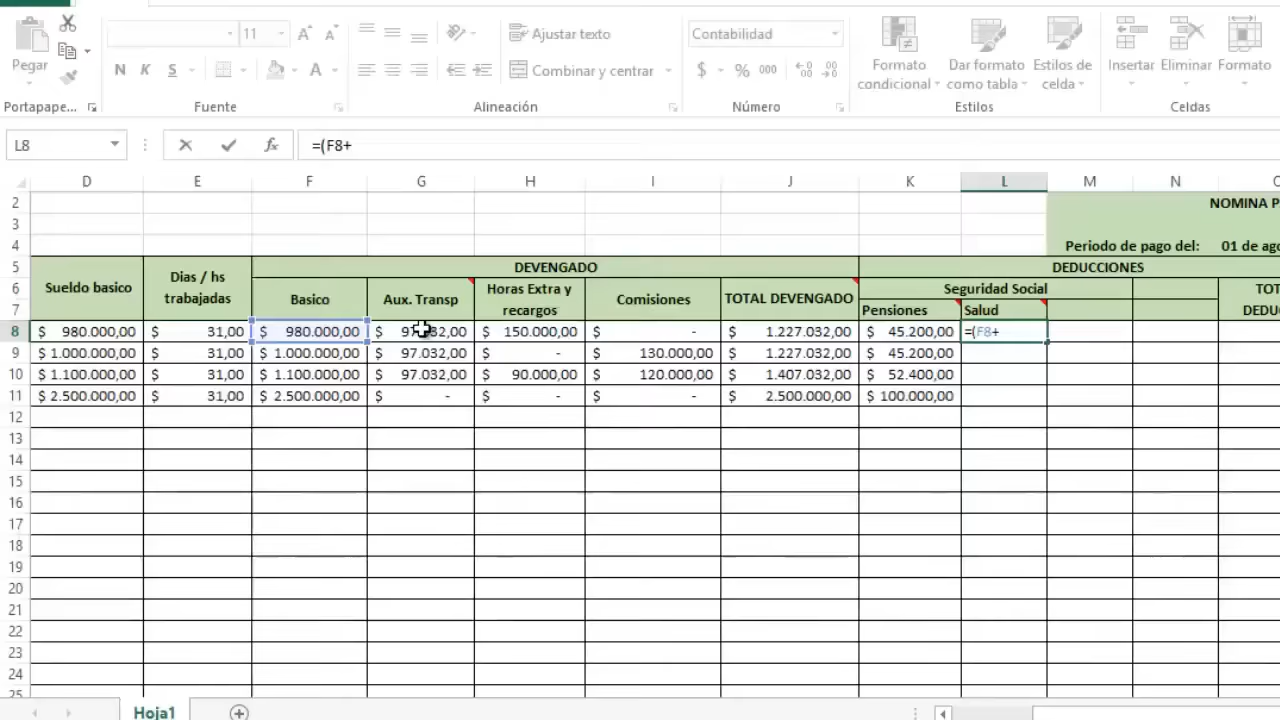 11
Ajustar texto
Contabilidad
Pegar
N K S A
Combinar y centrar
$ % 000
Formato condicional
Dar formato como tabla
Estilos de celda
Insertar Eliminar Formato
Portapape... Fuente Alineación Número Estilos Celdas
L8 fx =(F8+
D E F G H I J K L M N
2 NOMINA P
3
4 Periodo de pago del: 01 de ago
5 DEVENGADO DEDUCCIONES
Sueldo basico
Dias / hs trabajadas
6 Basico Aux. Transp Horas Extra y recargos Comisiones TOTAL DEVENGADO Seguridad Social TOT
7 Pensiones Salud DEDU
8 $ 980.000,00 $ 31,00 $ 980.000,00 $ 32,00 $ 150.000,00 $ - $ 1.227.032,00 $ 45.200,00 =(F8+
9 $ 1.000.000,00 $ 31,00 $ 1.000.000,00 $ 97.032,00 $ - $ 130.000,00 $ 1.227.032,00 $ 45.200,00
10 $ 1.100.000,00 $ 31,00 $ 1.100.000,00 $ 97.032,00 $ 90.000,00 $ 120.000,00 $ 1.407.032,00 $ 52.400,00
11 $ 2.500.000,00 $ 31,00 $ 2.500.000,00 $ - $ - $ - $ 2.500.000,00 $ 100.000,00
12
13
14
15
16
17
18
19
20
21
22
23
24
25
Hoja1